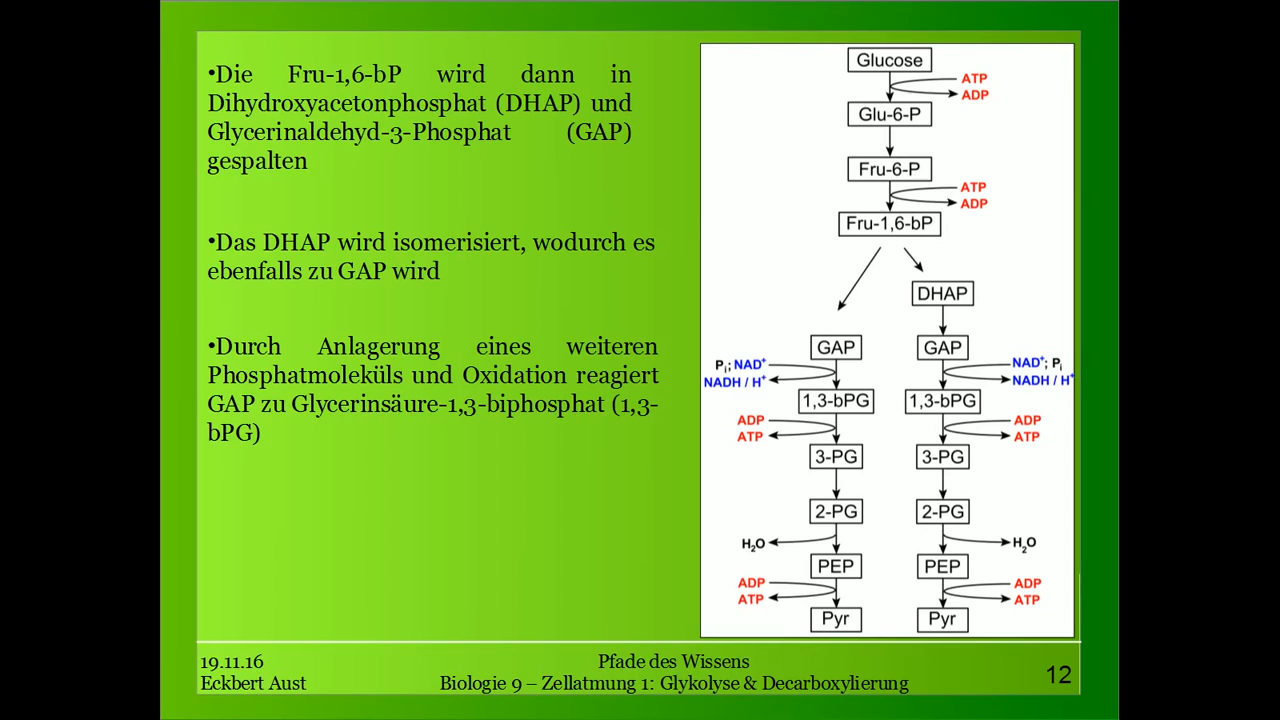 •Die Fru-1,6-bP wird dann in
Dihydroxyacetonphosphat (DHAP) und
Glycerinaldehyd-3-Phosphat (GAP)
gespalten
•Das DHAP wird isomerisiert, wodurch es
ebenfalls zu GAP wird
•Durch Anlagerung eines weiteren
Phosphatmoleküls und Oxidation reagiert
GAP zu Glycerinsäure-1,3-biphosphat (1,3-
bPG)
Glucose
ATP
ADP
Glu-6-P
Fru-6-P
ATP
ADP
Fru-1,6-bP
DHAP
GAP GAP
Pi; NAD+ NAD+; Pi
NADH / H+ NADH / H+
1,3-bPG 1,3-bPG
ADP ADP
ATP ATP
3-PG 3-PG
2-PG 2-PG
H2O H2O
PEP PEP
ADP ADP
ATP ATP
Pyr Pyr
19.11.16 Pfade des Wissens
Eckbert Aust Biologie 9 – Zellatmung 1: Glykolyse & Decarboxylierung 12